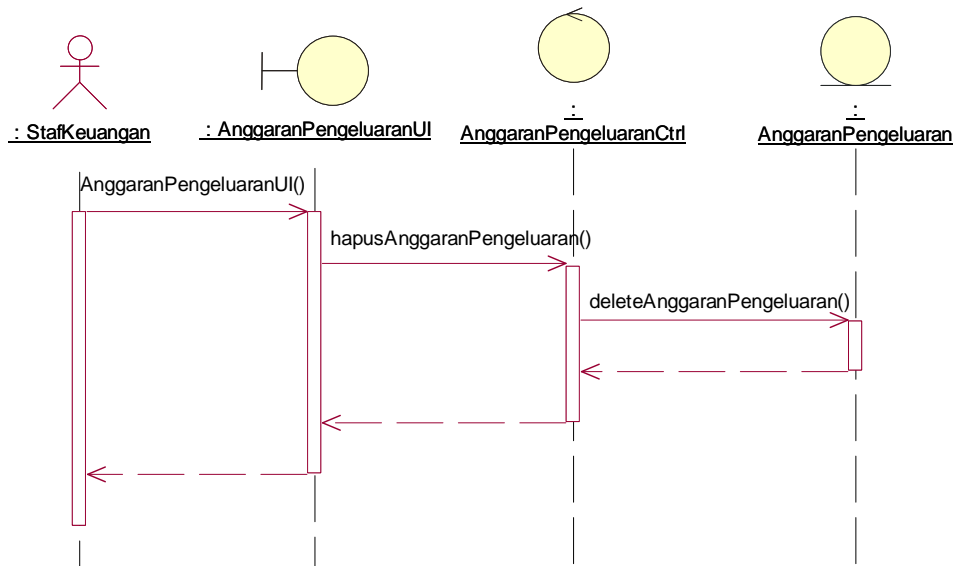 : StafKeuangan
: AnggaranPengeluaranUI
:
AnggaranPengeluaranCtrl
:
AnggaranPengeluaran
AnggaranPengeluaranUI()
hapusAnggaranPengeluaran()
deleteAnggaranPengeluaran()